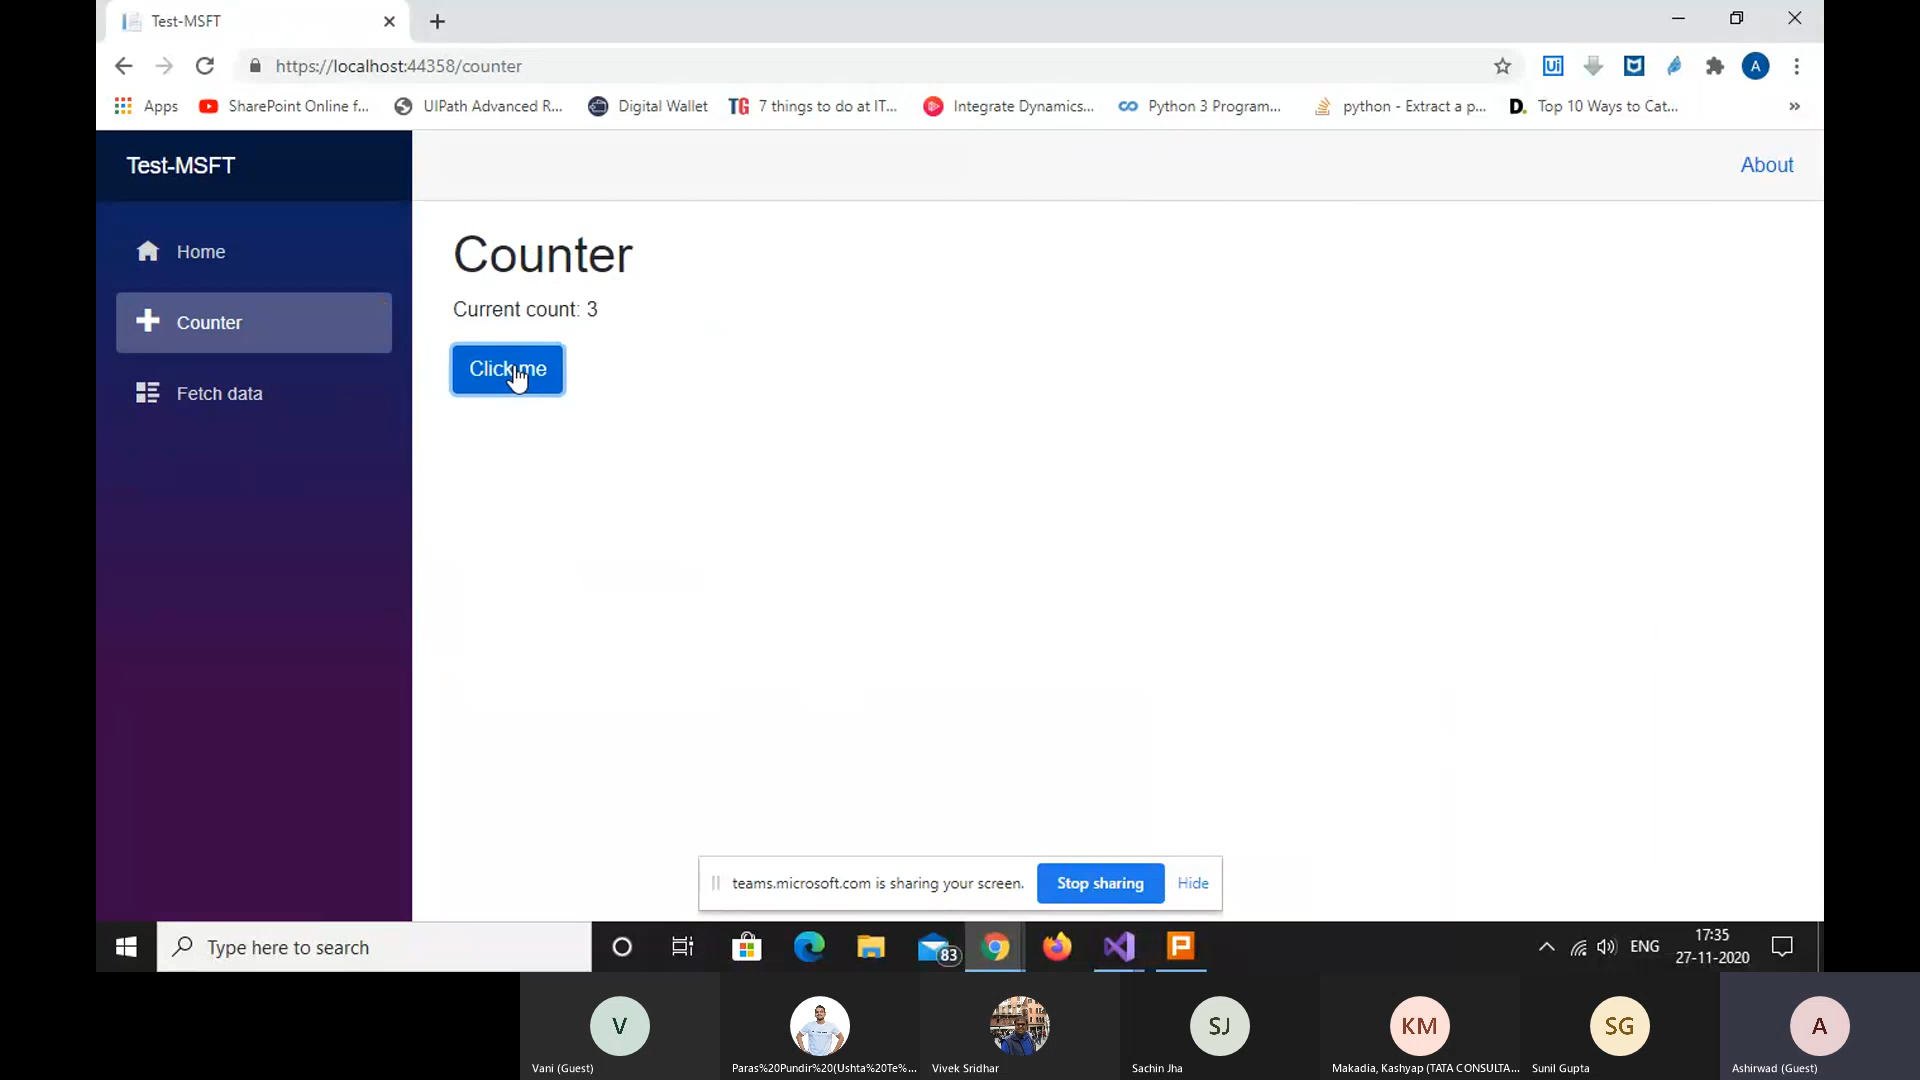 Test-MSFT
https://localhost:44358/counter
Ui
A
Apps
SharePoint Online f...
UIPath Advanced R...
Digital Wallet
TG
7 things to do at IT...
Integrate Dynamics...
Python 3 Program...
python - Extract a p...
D.
Top 10 Ways to Cat...
»
Test-MSFT
About
Home
Counter
Fetch data
Counter
Current count: 3
Click me
teams.microsoft.com is sharing your screen.
Stop sharing
Hide
Type here to search
83
ENG
17:35
27-11-2020
V
SJ
KM
SG
A
Vani (Guest)
Paras%20Pundir%20(Ushta%20Te%...
Vivek Sridhar
Sachin Jha
Makadia, Kashyap (TATA CONSULTA...
Sunil Gupta
Ashirwad (Guest)